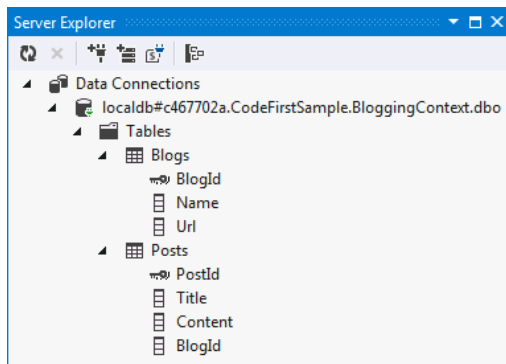 Server Explorer
Data Connections
localdb#c467702a.CodeFirstSample.BloggingContext.dbo
Tables
Blogs
BlogId
Name
Url
Posts
PostId
Title
Content
BlogId